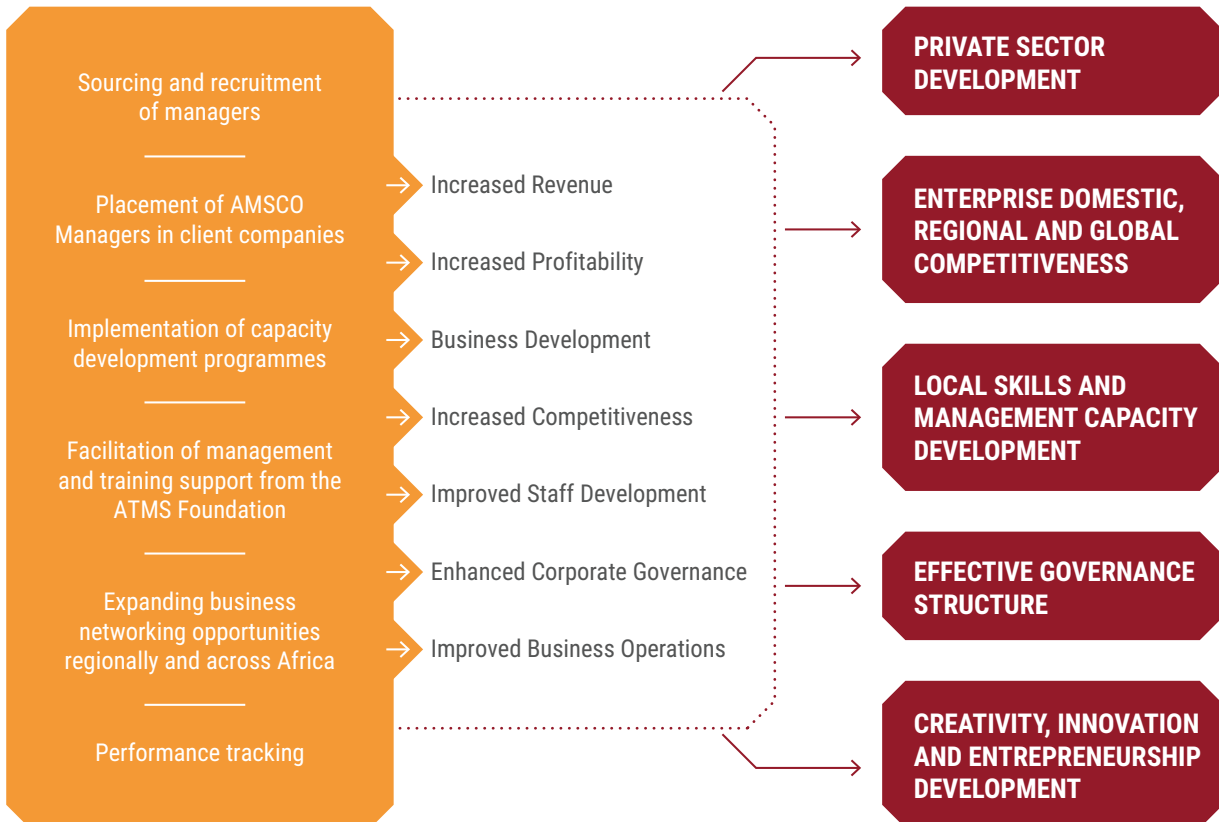 Sourcing and recruitment
of managers
Placement of AMSCO
Managers in client companies
Implementation of capacity
development programmes
Facilitation of management
and training support from the
ATMS Foundation
Expanding business
networking opportunities
regionally and across Africa
Performance tracking
Increased Revenue
Increased Profitability
Business Development
Increased Competitiveness
Improved Staff Development
Enhanced Corporate Governance
Improved Business Operations
PRIVATE SECTOR
DEVELOPMENT
ENTERPRISE DOMESTIC,
REGIONAL AND GLOBAL
COMPETITIVENESS
LOCAL SKILLS AND
MANAGEMENT CAPACITY
DEVELOPMENT
EFFECTIVE GOVERNANCE
STRUCTURE
CREATIVITY, INNOVATION
AND ENTREPRENEURSHIP
DEVELOPMENT